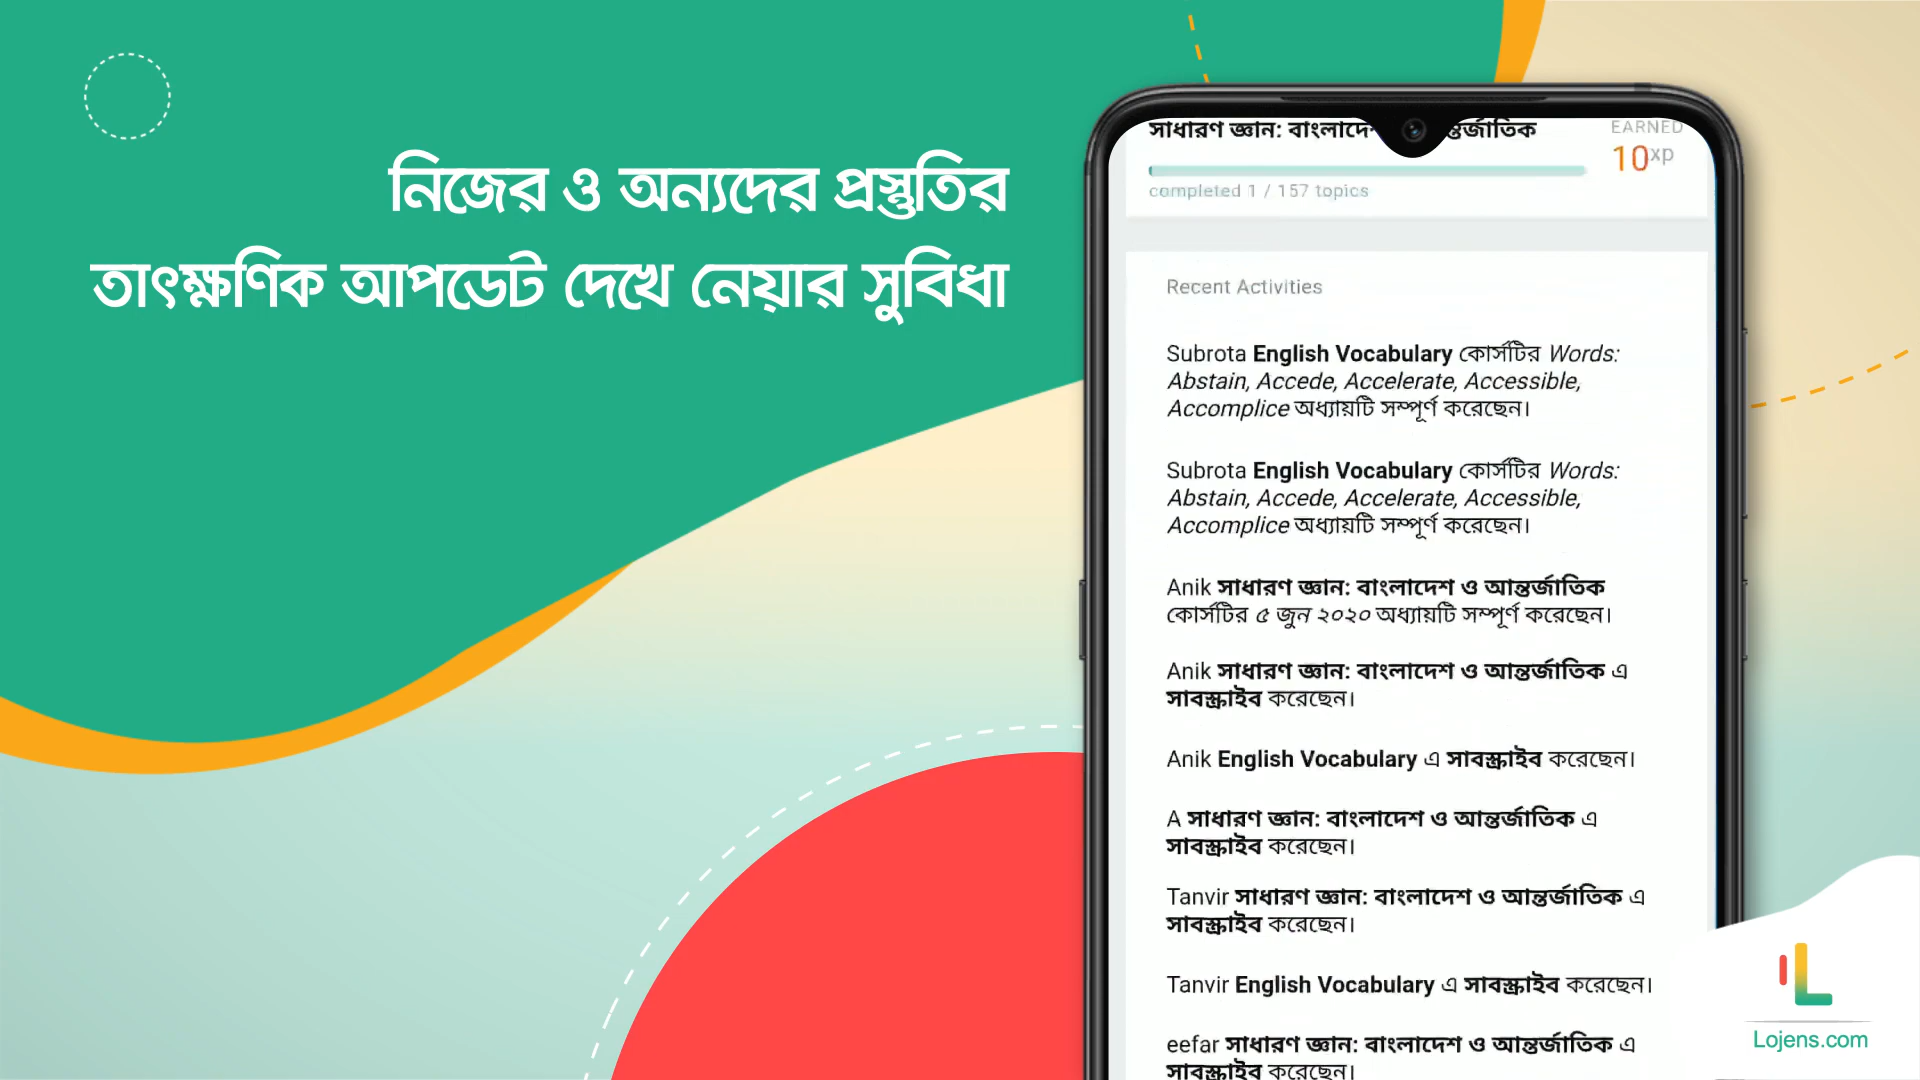 নিজের ও অন্যদের প্রস্তুতির
তাৎক্ষণিক আপডেট দেখে নেয়ার সুবিধা
সাধারণ জ্ঞান: বাংলাদে
র্জাতিক
EARNED
10xp
completed 1 / 157 topics
Recent Activities
Subrota English Vocabulary কোর্সটির Words:
Abstain, Accede, Accelerate, Accessible,
Accomplice অধ্যায়টি সম্পূর্ণ করেছেন।
Subrota English Vocabulary কোর্সটির Words:
Abstain, Accede, Accelerate, Accessible,
Accomplice অধ্যায়টি সম্পূর্ণ করেছেন।
Anik সাধারণ জ্ঞান: বাংলাদেশ ও আন্তর্জাতিক
কোর্সটির ৫ জুন ২০২০ অধ্যায়টি সম্পূর্ণ করেছেন।
Anik সাধারণ জ্ঞান: বাংলাদেশ ও আন্তর্জাতিক এ
সাবস্ক্রাইব করেছেন।
Anik English Vocabulary এ সাবস্ক্রাইব করেছেন।
A সাধারণ জ্ঞান: বাংলাদেশ ও আন্তর্জাতিক এ
সাবস্ক্রাইব করেছেন।
Tanvir সাধারণ জ্ঞান: বাংলাদেশ ও আন্তর্জাতিক এ
সাবস্ক্রাইব করেছেন।
Tanvir English Vocabulary এ সাবস্ক্রাইব করেছেন।
eefar সাধারণ জ্ঞান: বাংলাদেশ ও আন্তর্জাতিক এ
সাবস্ক্রাইব করেছেন।
Lojens.com